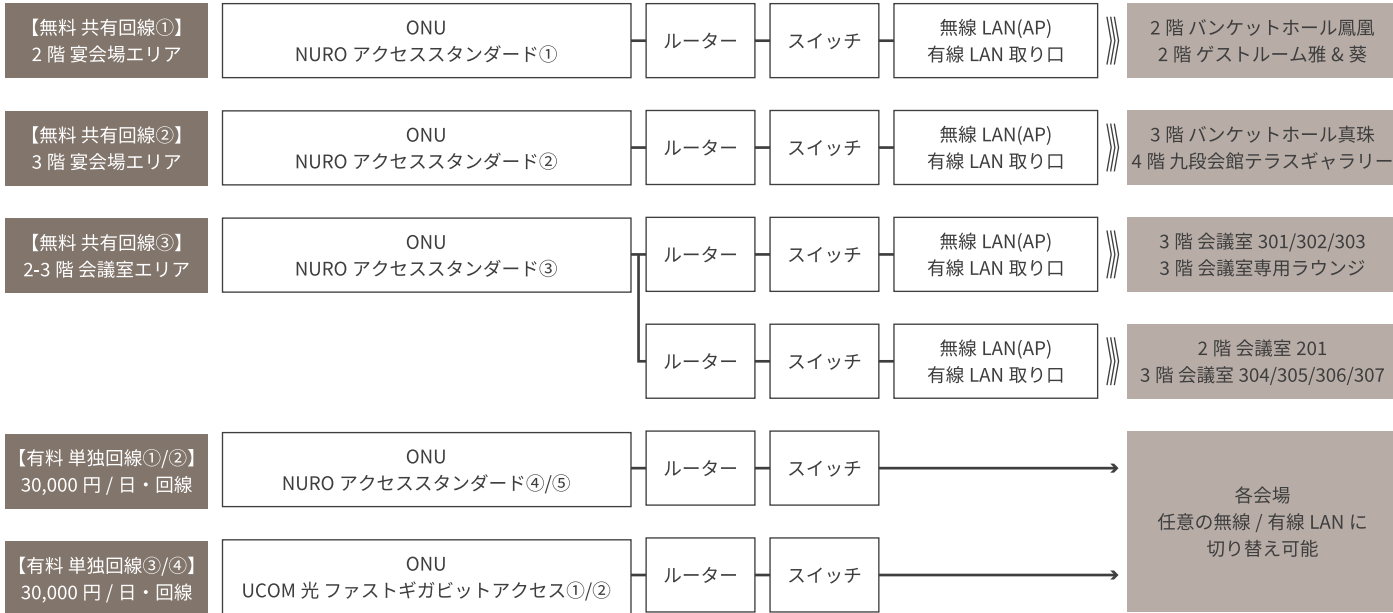 【無料 共有回線①】
2 階 宴会場エリア
ONU
NURO アクセススタンダード①
ルーター
スイッチ
無線 LAN(AP)
有線 LAN 取り口
2 階 バンケットホール鳳凰
2 階 ゲストルーム雅 & 葵
【無料 共有回線②】
3 階 宴会場エリア
ONU
NURO アクセススタンダード②
ルーター
スイッチ
無線 LAN(AP)
有線 LAN 取り口
3 階 バンケットホール真珠
4 階 九段会館テラスギャラリー
【無料 共有回線③】
2-3 階 会議室エリア
ONU
NURO アクセススタンダード③
ルーター
スイッチ
無線 LAN(AP)
有線 LAN 取り口
3 階 会議室 301/302/303
3 階 会議室専用ラウンジ
ルーター
スイッチ
無線 LAN(AP)
有線 LAN 取り口
2 階 会議室 201
3 階 会議室 304/305/306/307
【有料 単独回線①/②】
30,000 円 / 日・回線
ONU
NURO アクセススタンダード④/⑤
ルーター
スイッチ
【有料 単独回線③/④】
30,000 円 / 日・回線
ONU
UCOM 光 ファストギガビットアクセス①/②
ルーター
スイッチ
各会場
任意の無線 / 有線 LAN に
切り替え可能